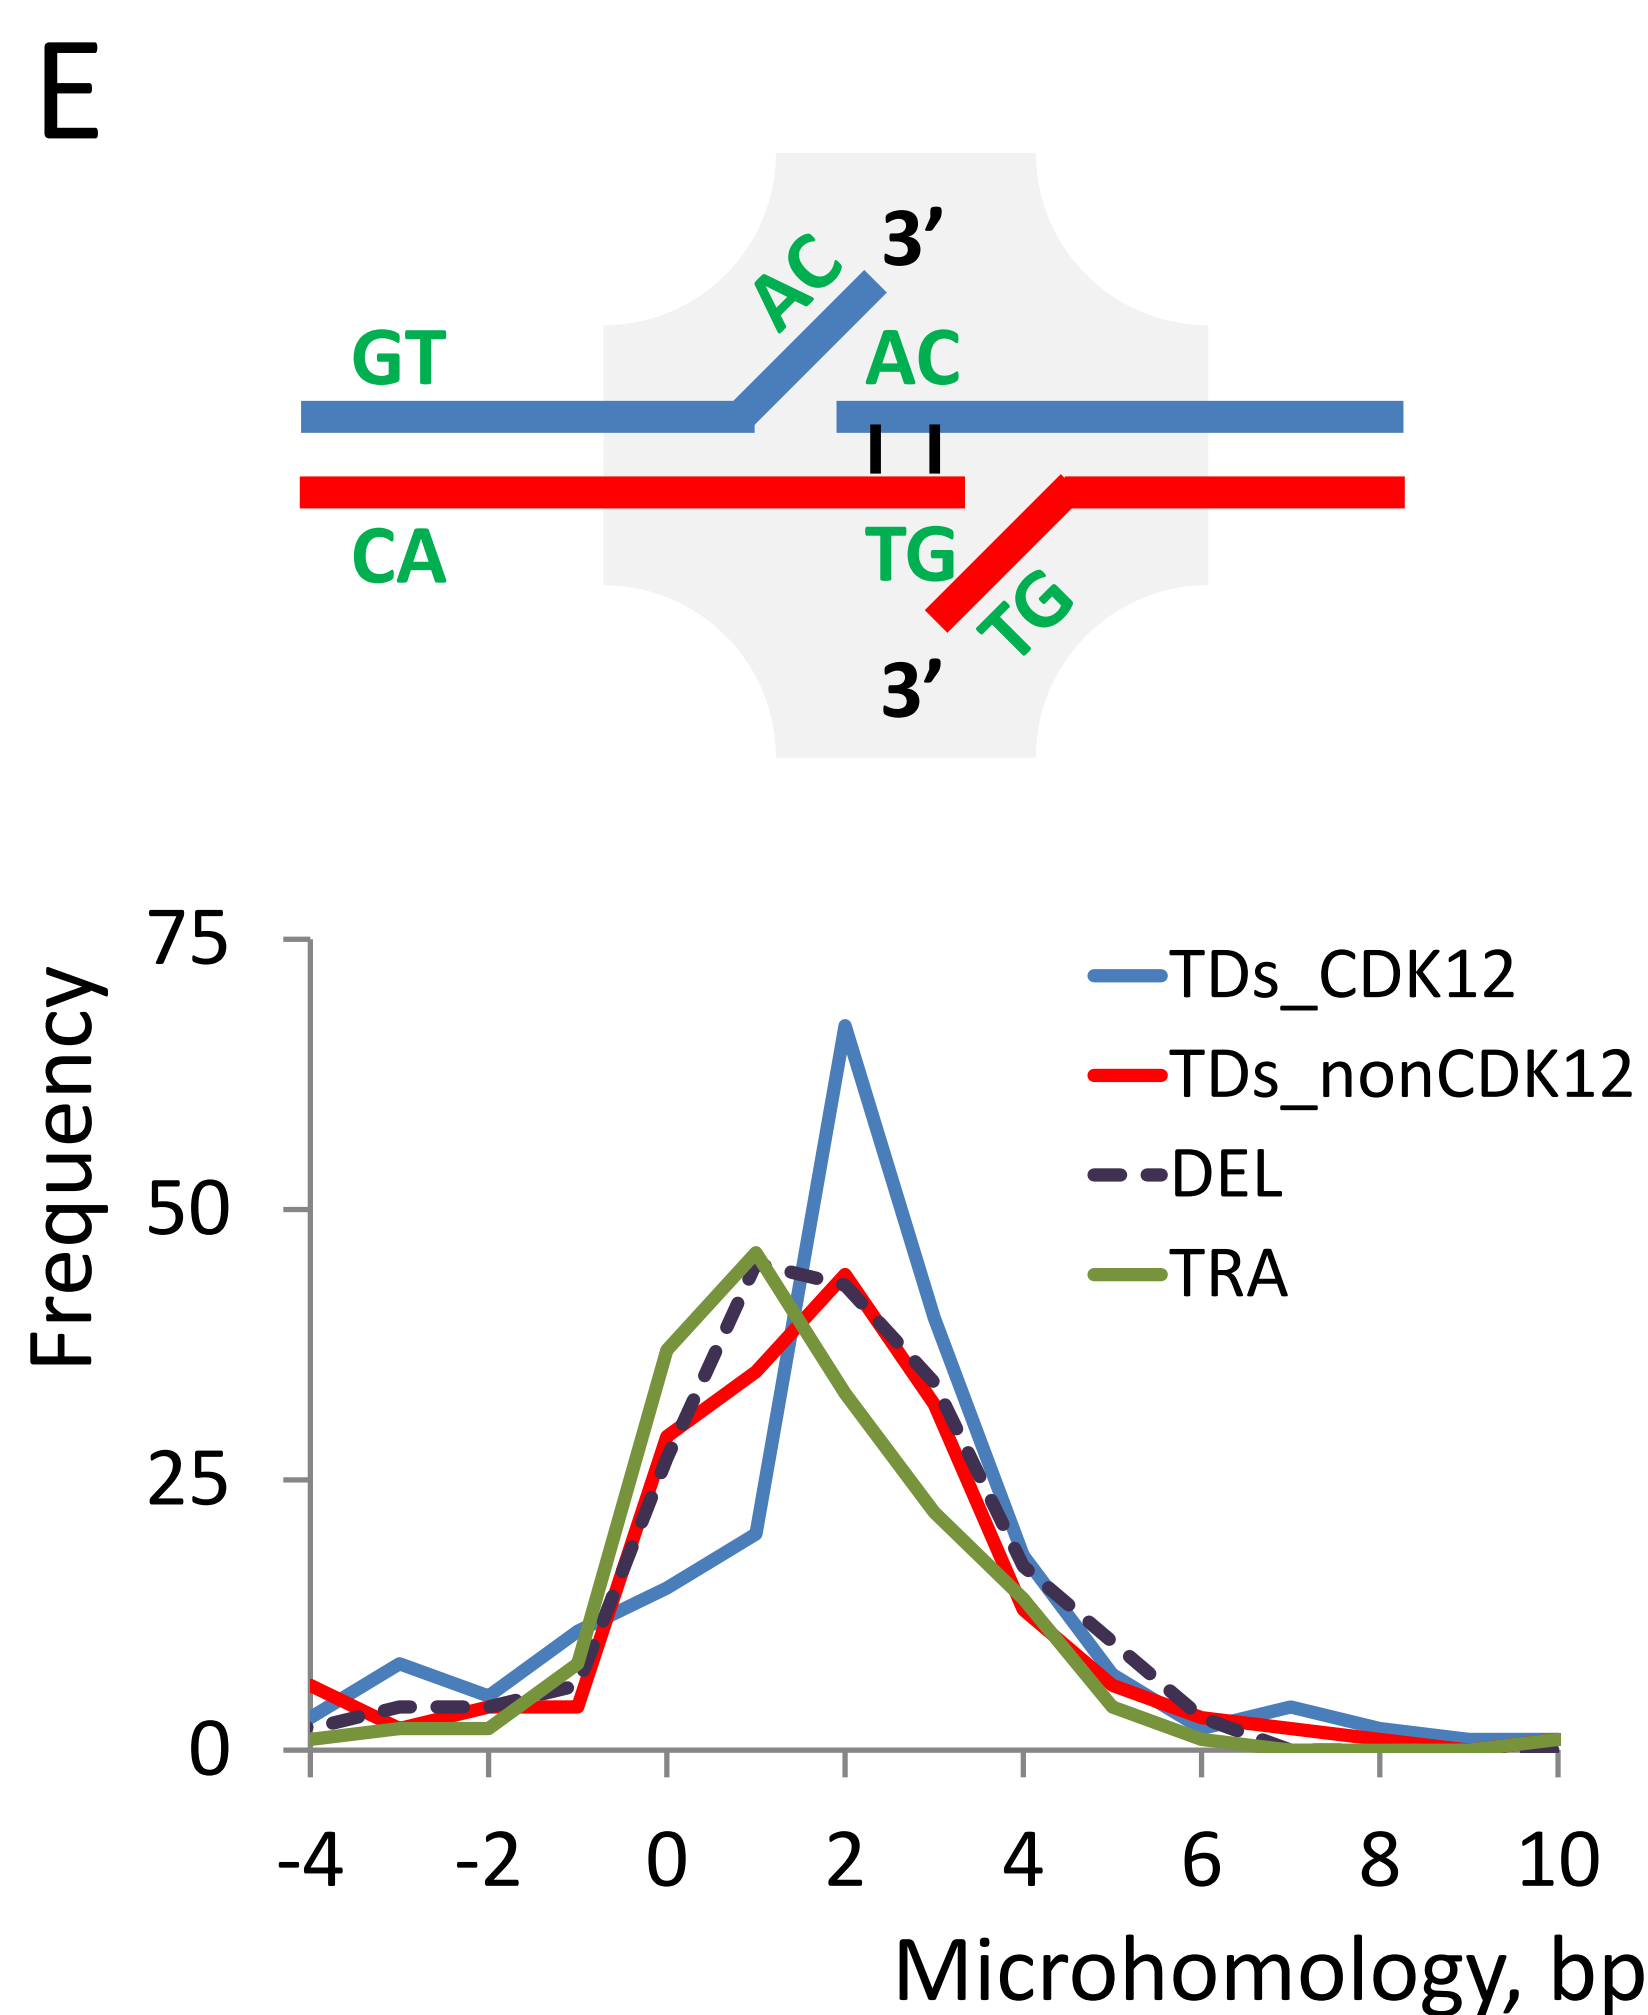 E
3’
AC
GT
AC
CA
TG
TG
3’
75
50
25
0
Frequency
TDs_CDK12
TDs_nonCDK12
DEL
TRA
-4 -2 0 2 4 6 8 10
Microhomology, bp